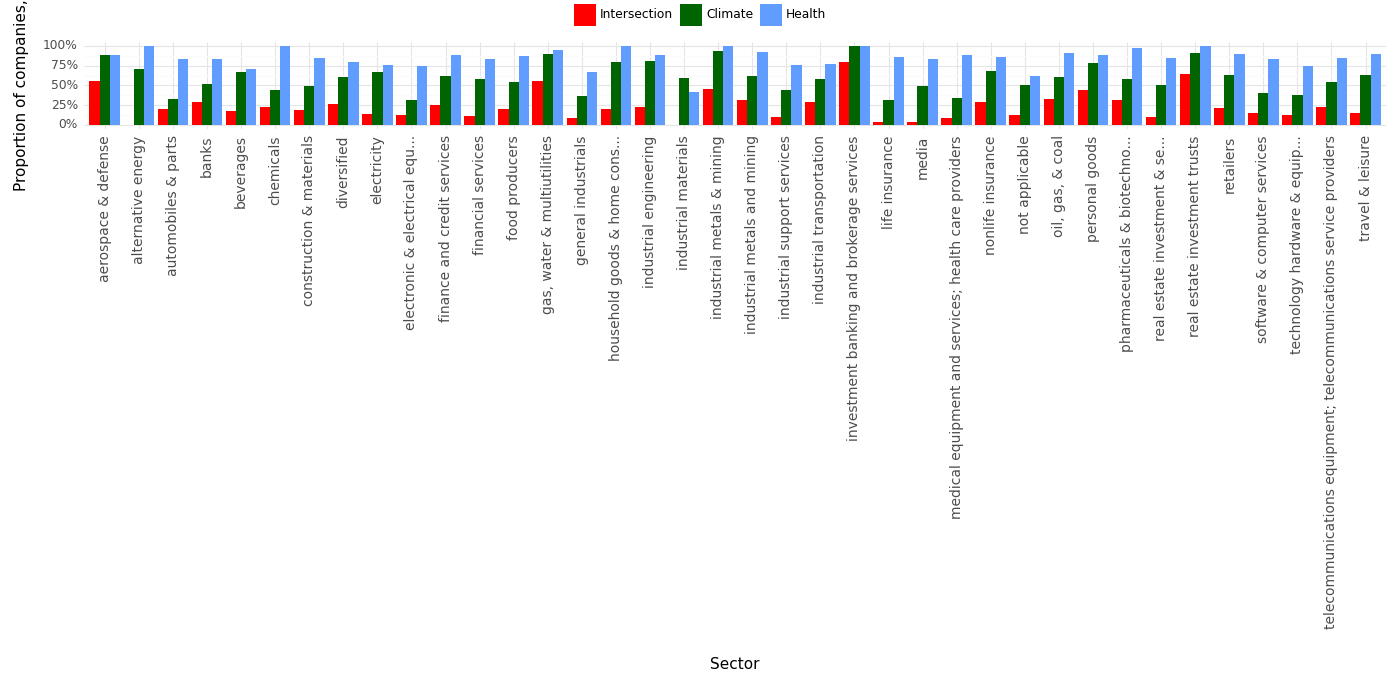 Intersection Climate Health
Proportion of companies,
100%
75%
50%
25%
0%
aerospace & defense
alternative energy
automobiles & parts
banks
beverages
chemicals
construction & materials
diversified
electricity
electronic & electrical equ...
finance and credit services
financial services
food producers
gas, water & multiutilities
general industrials
household goods & home cons...
industrial engineering
industrial materials
industrial metals & mining
industrial metals and mining
industrial support services
industrial transportation
investment banking and brokerage services
life insurance
media
medical equipment and services; health care providers
nonlife insurance
not applicable
oil, gas, & coal
personal goods
pharmaceuticals & biotechno...
real estate investment & se...
real estate investment trusts
retailers
software & computer services
technology hardware & equip...
telecommunications equipment; telecommunications service providers
travel & leisure
Sector